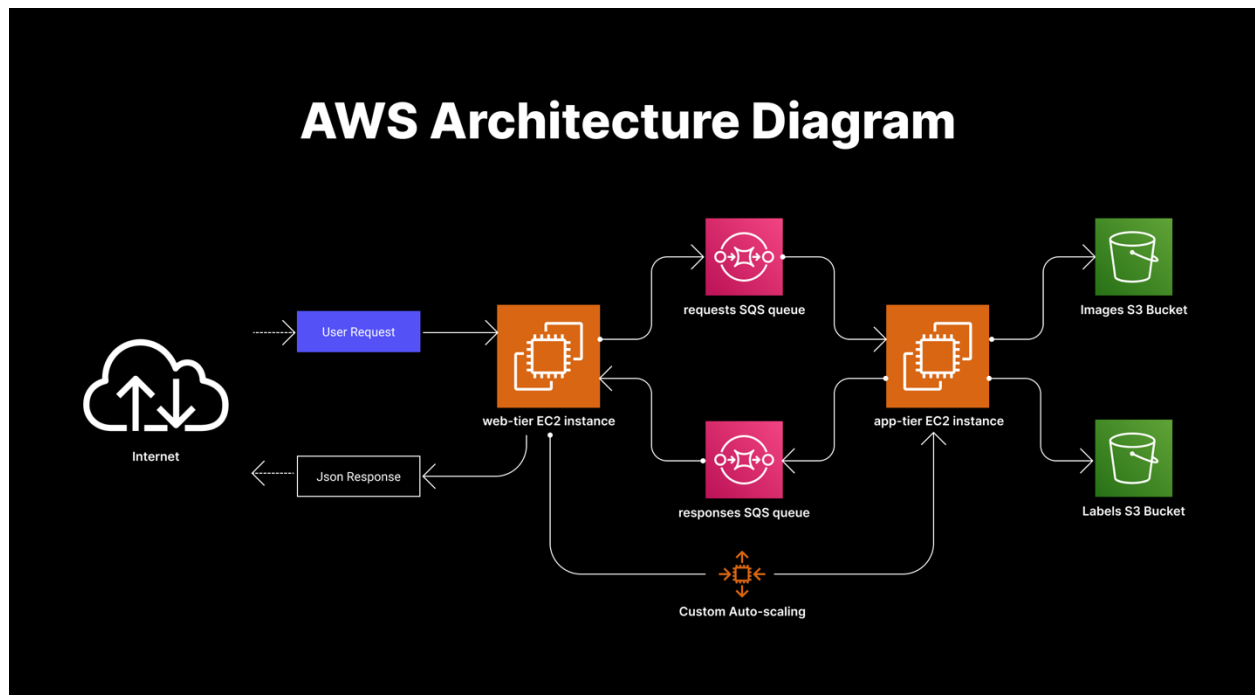 AWS Architecture Diagram
requests SQS queue
Images S3 Bucket
User Request
web-tier EC2 instance
app-tier EC2 instance
Internet
Json Response
responses SQS queue
Labels S3 Bucket
Custom Auto-scaling